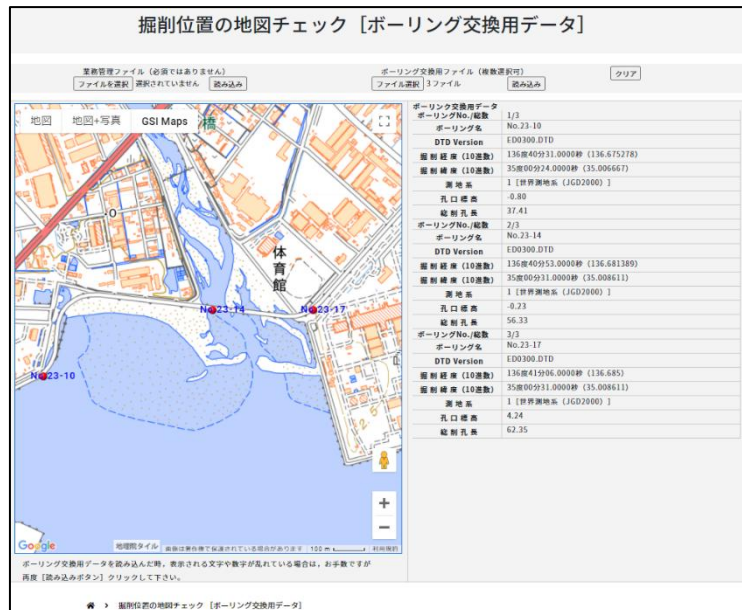 掘削位置の地図チェック [ボーリング交換用データ]
業務管理ファイル (必須ではありません)
ファイルを選択 選択されていません 読み込み
ボーリング交換用ファイル (複数選択可)
ファイル選択 3ファイル 読み込み
クリア
地図 地図+写真 GSI Maps
橋
体育館
No.23-14
No.23-17
No.23-10
Google
地理院タイル
画像は著作権で保護されている場合があります
100 m
利用規約
ボーリング交換用データ
ボーリングNo./総数 1/3
ボーリング名 No.23-10
DTD Version ED0300.DTD
掘削経度 (10進数) 136度40分31.0000秒 (136.675278)
掘削緯度 (10進数) 35度00分24.0000秒 (35.006667)
測地系 1 [世界測地系 (JGD2000) ]
孔口標高 -0.80
総削孔長 37.41
ボーリングNo./総数 2/3
ボーリング名 No.23-14
DTD Version ED0300.DTD
掘削経度 (10進数) 136度40分53.0000秒 (136.681389)
掘削緯度 (10進数) 35度00分31.0000秒 (35.008611)
測地系 1 [世界測地系 (JGD2000) ]
孔口標高 -0.23
総削孔長 56.33
ボーリングNo./総数 3/3
ボーリング名 No.23-17
DTD Version ED0300.DTD
掘削経度 (10進数) 136度41分06.0000秒 (136.685)
掘削緯度 (10進数) 35度00分31.0000秒 (35.008611)
測地系 1 [世界測地系 (JGD2000) ]
孔口標高 4.24
総削孔長 62.35
ボーリング交換用データを読み込んだ時, 表示される文字や数字が乱れている場合は, お手数ですが
再度 [読み込みボタン] クリックして下さい。
> 掘削位置の地図チェック [ボーリング交換用データ]